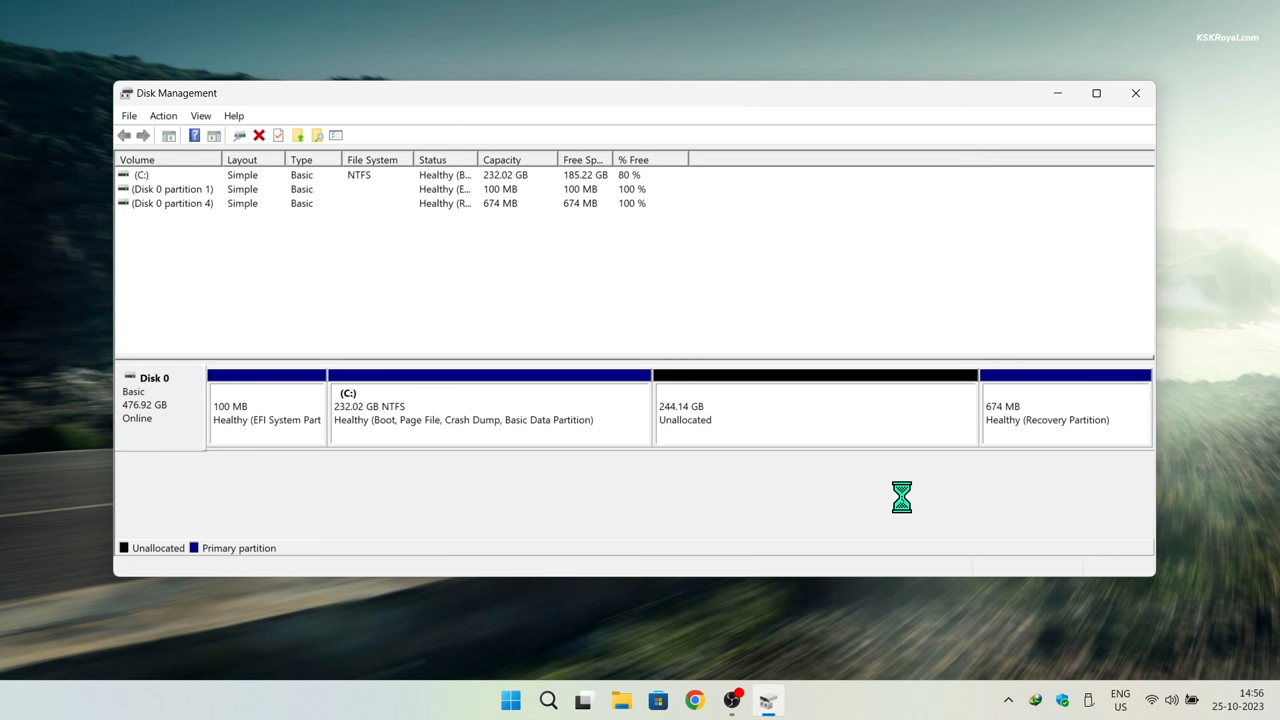 KSKRoyal.com
Disk Management
File Action View Help
Volume Layout Type File System Status Capacity Free Sp... % Free
(C:) Simple Basic NTFS Healthy (B... 232.02 GB 185.22 GB 80 %
(Disk 0 partition 1) Simple Basic Healthy (E... 100 MB 100 MB 100 %
(Disk 0 partition 4) Simple Basic Healthy (R... 674 MB 674 MB 100 %
Disk 0
Basic
476.92 GB
Online
100 MB
Healthy (EFI System Part
(C:)
232.02 GB NTFS
Healthy (Boot, Page File, Crash Dump, Basic Data Partition)
244.14 GB
Unallocated
674 MB
Healthy (Recovery Partition)
Unallocated Primary partition
ENG
US
14:56
25-10-2023